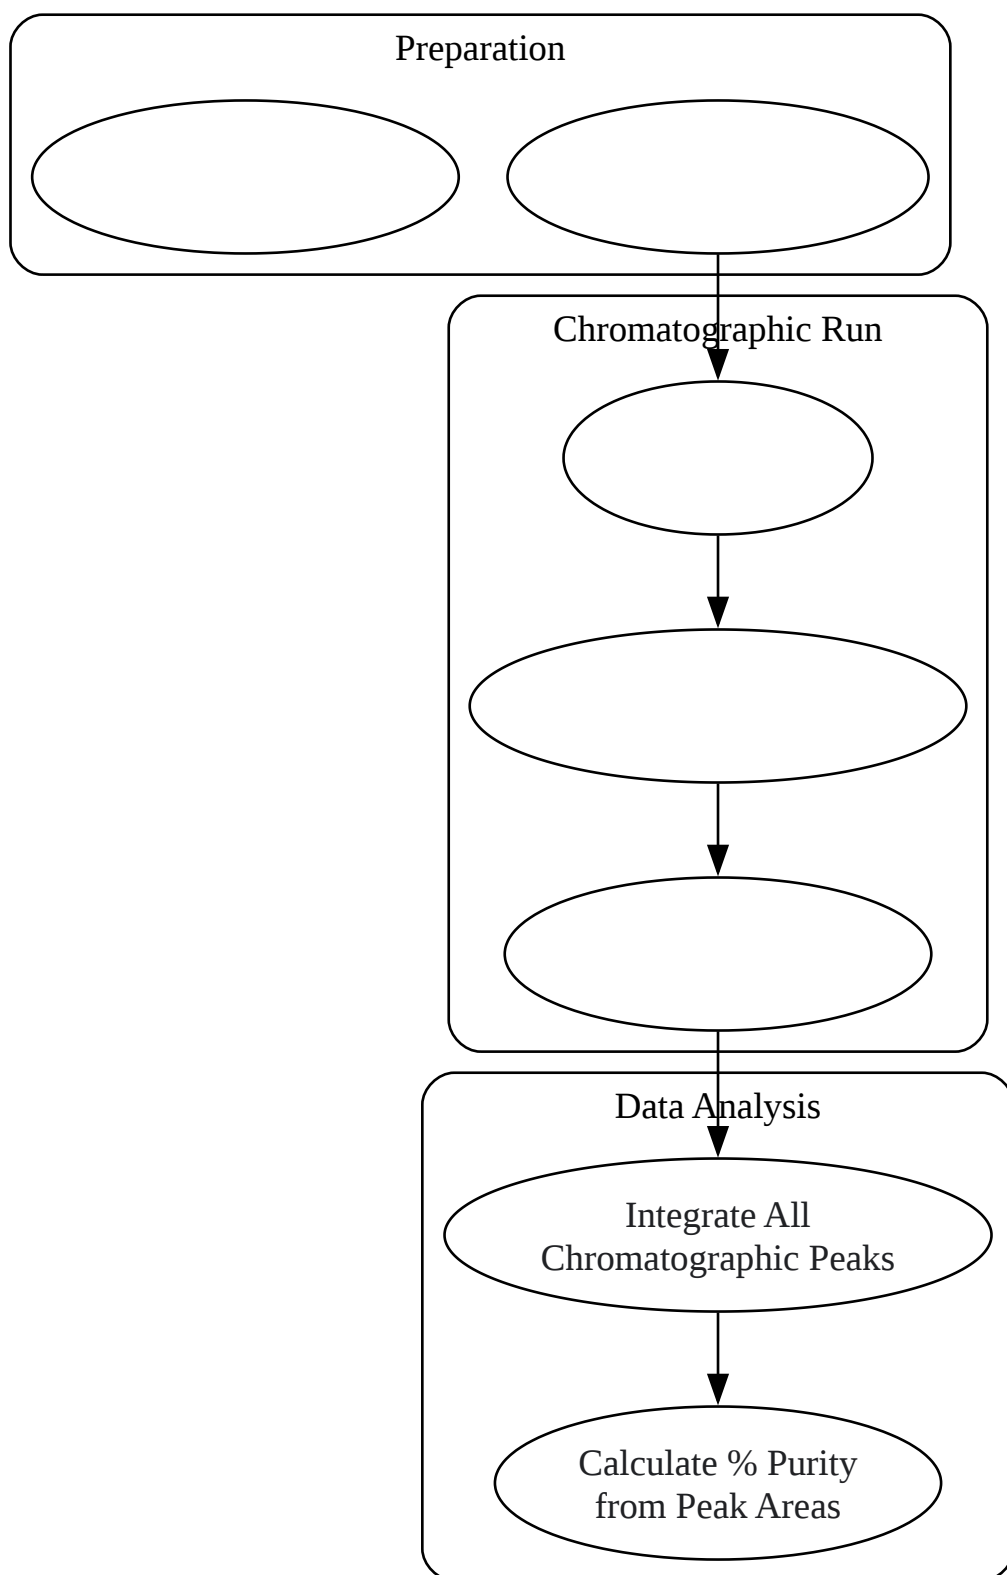 Preparation
Chromatographic Run
Data Analysis
Integrate All
Chromatographic Peaks
Calculate % Purity
from Peak Areas